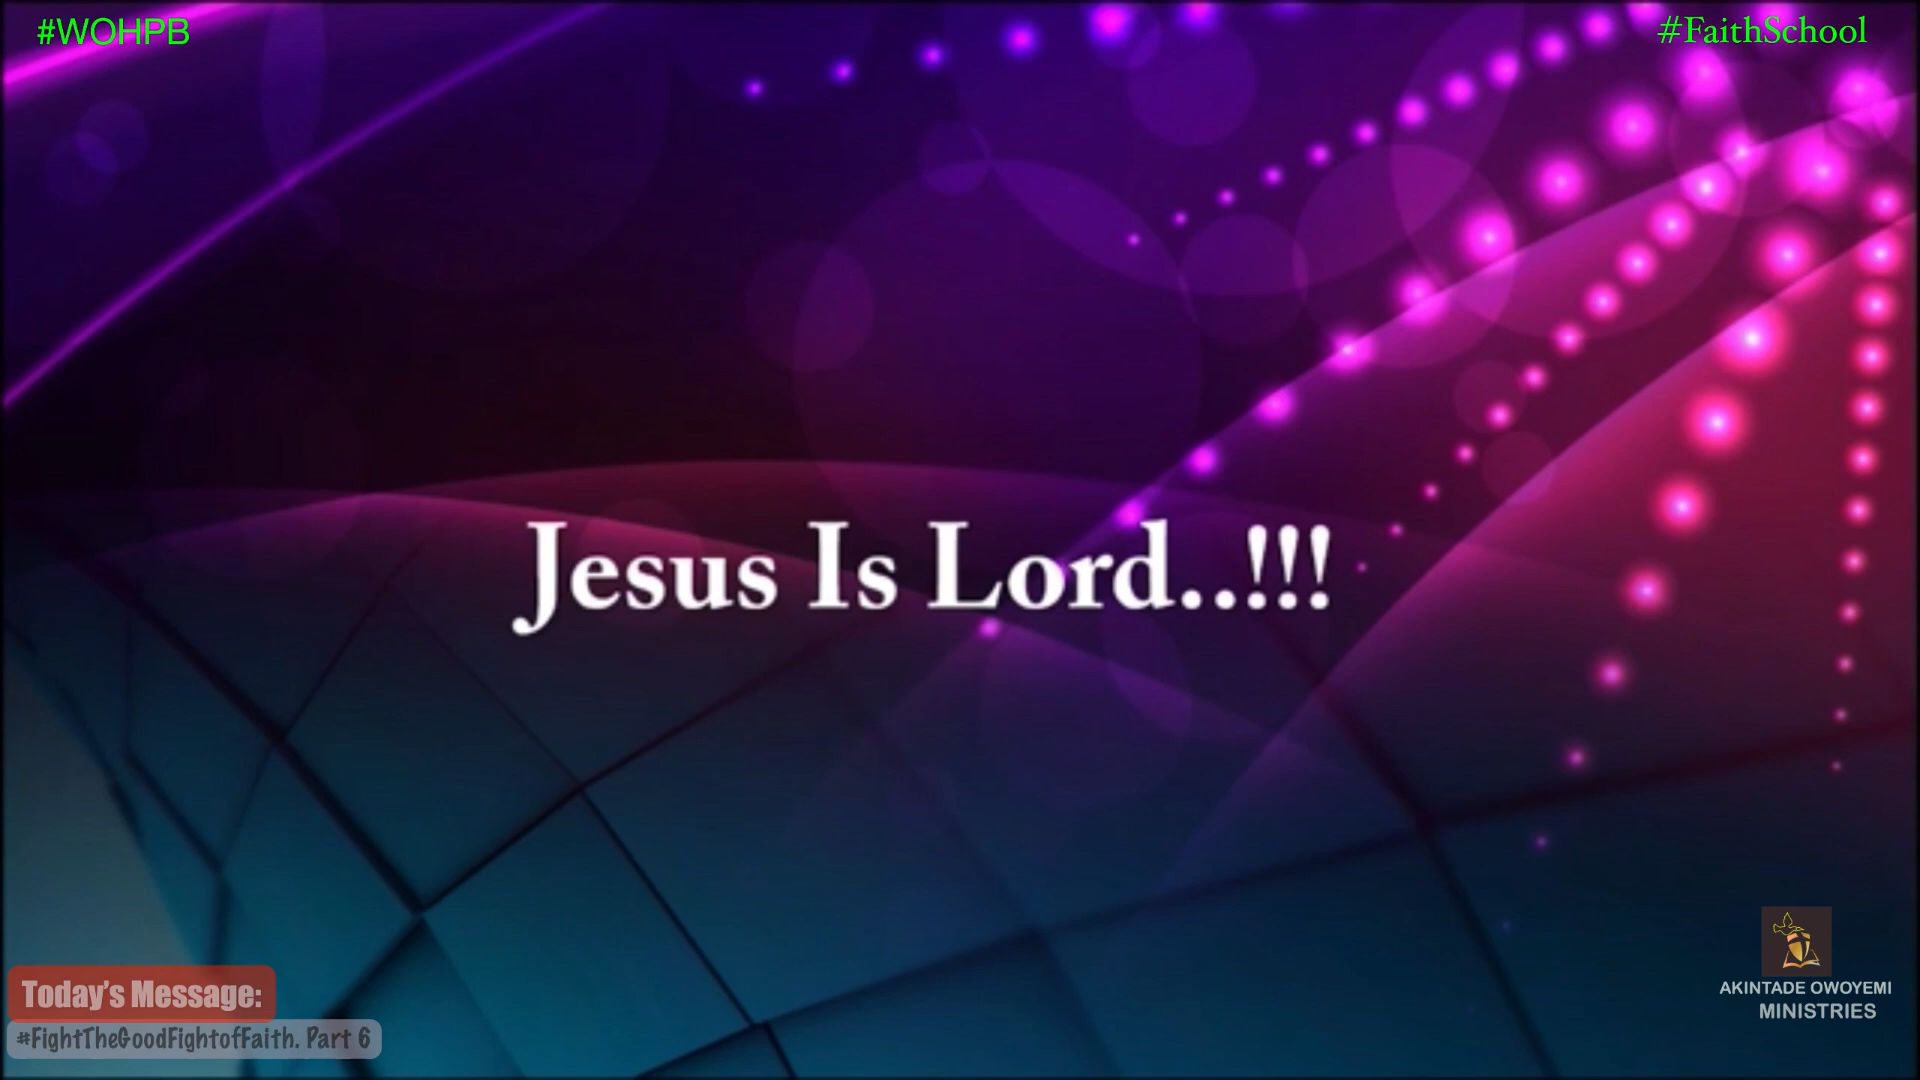 #WOHPB
#FaithSchool
Jesus Is Lord..!!!
Today's Message:
#FightTheGoodFightofFaith. Part 6
AKINTADE OWOYEMI
MINISTRIES